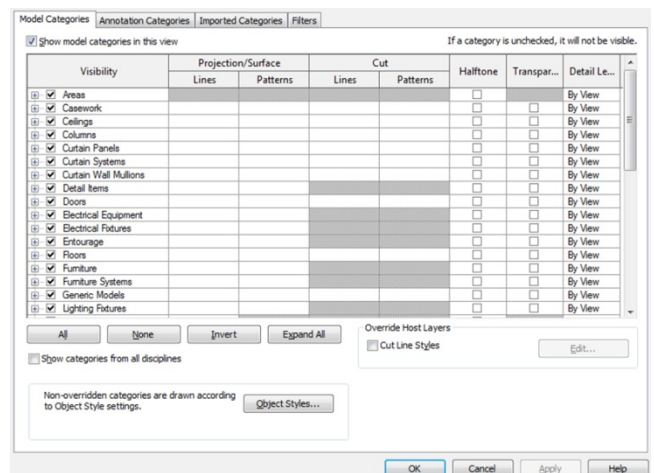 Model Categories Annotation Categories Imported Categories Filters
Show model categories in this view If a category is unchecked, it will not be visible.
Visibility Projection/Surface Cut Halftone Transpar... Detail Le...
Lines Patterns Lines Patterns
Areas By View
Casework By View
Ceilings By View
Columns By View
Curtain Panels By View
Curtain Systems By View
Curtain Wall Mullions By View
Detail Items By View
Doors By View
Electrical Equipment By View
Electrical Fixtures By View
Entourage By View
Floors By View
Furniture By View
Furniture Systems By View
Generic Models By View
Lighting Fixtures By View
All None Invert Expand All Override Host Layers
Cut Line Styles Edit...
Show categories from all disciplines
Non-overridden categories are drawn according
to Object Style settings. Object Styles...
OK Cancel Apply Help